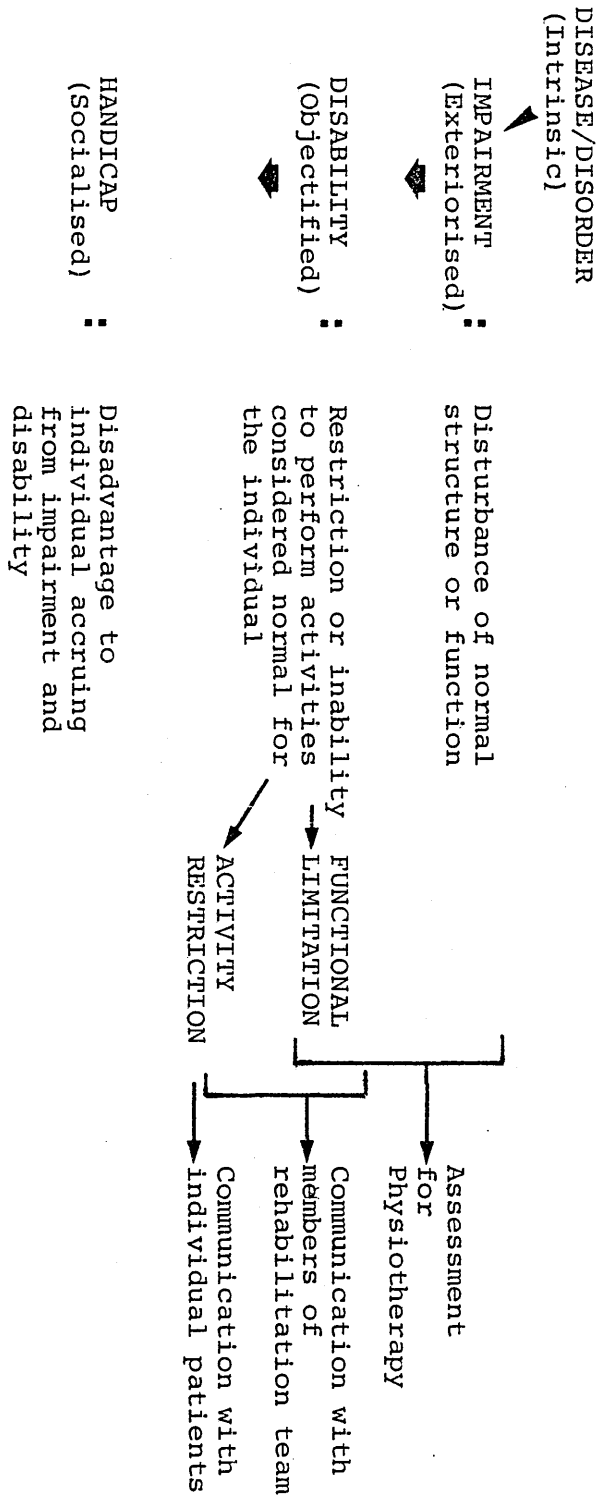 DISEASE/DISORDER
(Intrinsic)
IMPAIRMENT
(Exteriorised) :
Disturbance of normal
structure or function
DISABILITY
(Objectified) :
Restriction or inability
to perform activities
considered normal for
the individual
FUNCTIONAL
LIMITATION
ACTIVITY
RESTRICTION
HANDICAP
(Socialised) :
Disadvantage to
individual accruing
from impairment and
disability
Assessment
for
Physiotherapy
Communication with
members of
rehabilitation team
Communication with
individual patients